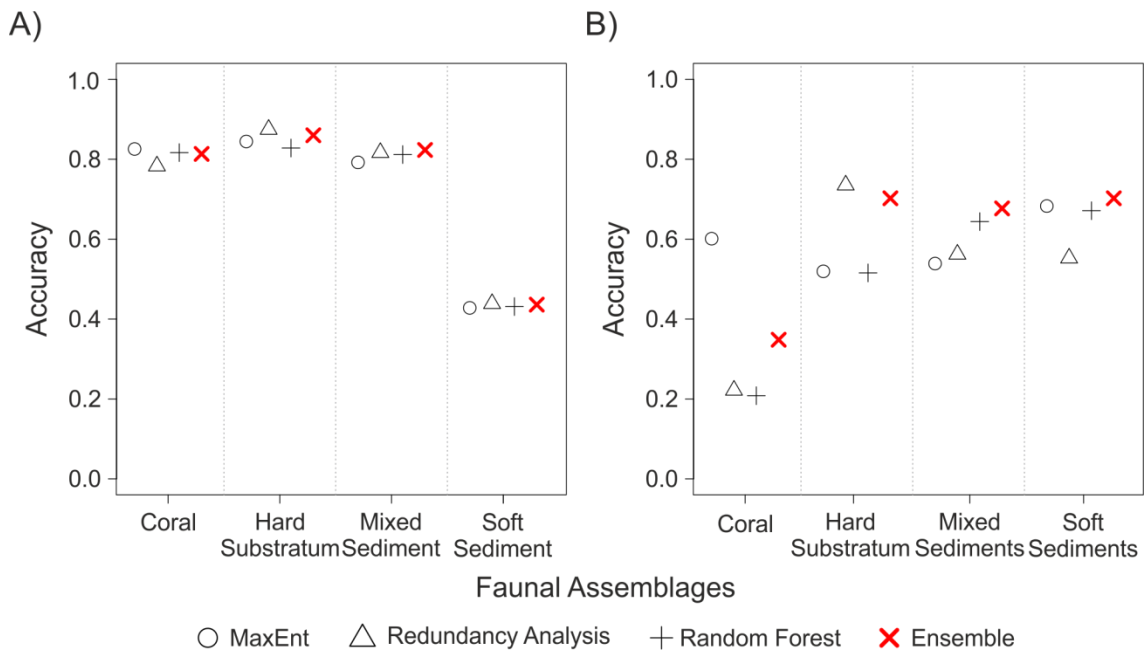 A)
1.0
0.8
0.6
0.4
0.2
0.0
Accuracy
Coral
Hard
Substratum
Mixed
Sediment
Soft
Sediment
B)
1.0
0.8
0.6
0.4
0.2
0.0
Accuracy
Coral
Hard
Substratum
Mixed
Sediments
Soft
Sediments
Faunal Assemblages
MaxEnt Redundancy Analysis Random Forest Ensemble